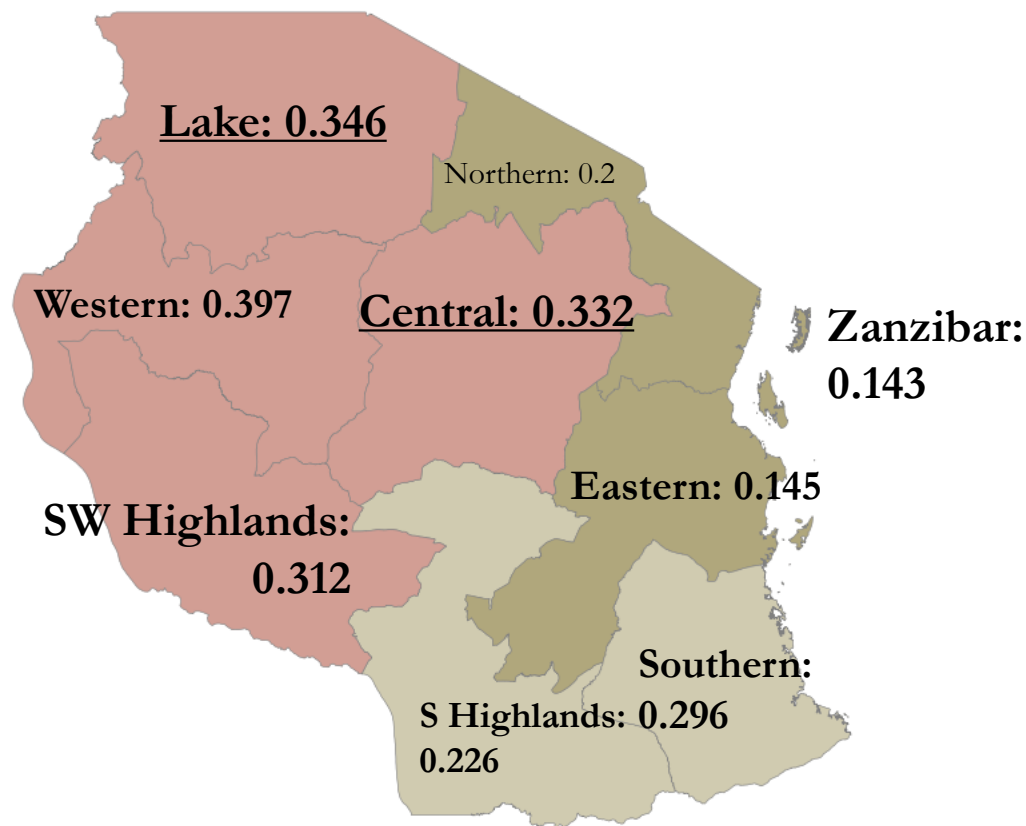 Lake: 0.346
Northern: 0.2
Western: 0.397
Central: 0.332
Zanzibar:
0.143
Eastern: 0.145
SW Highlands:
0.312
Southern:
0.296
S Highlands:
0.226